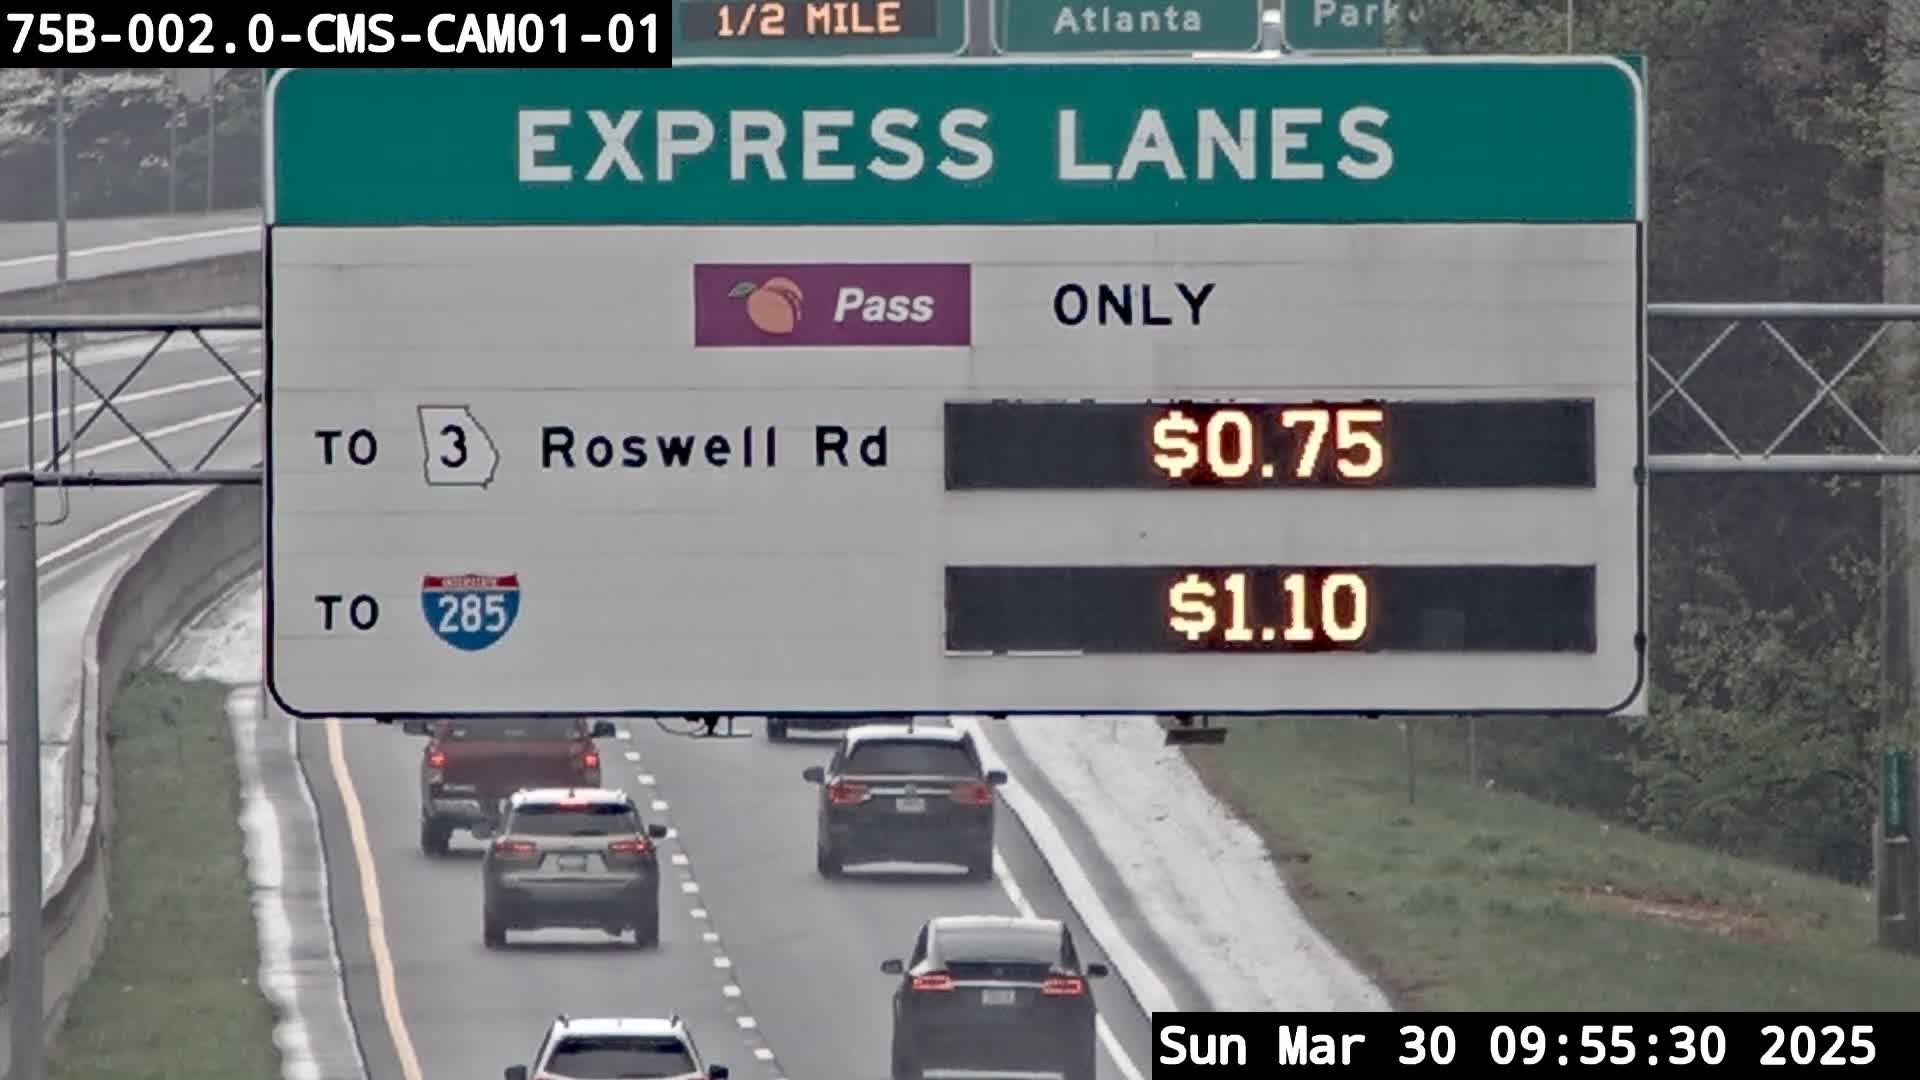 75B-002.0-CMS-CAM01-01
1/2 MILE
Atlanta
EXPRESS LANES
Pass ONLY
TO 3 Roswell Rd $0.75
TO INTERSTATE 285 $1.10
Sun Mar 30 09:55:30 2025